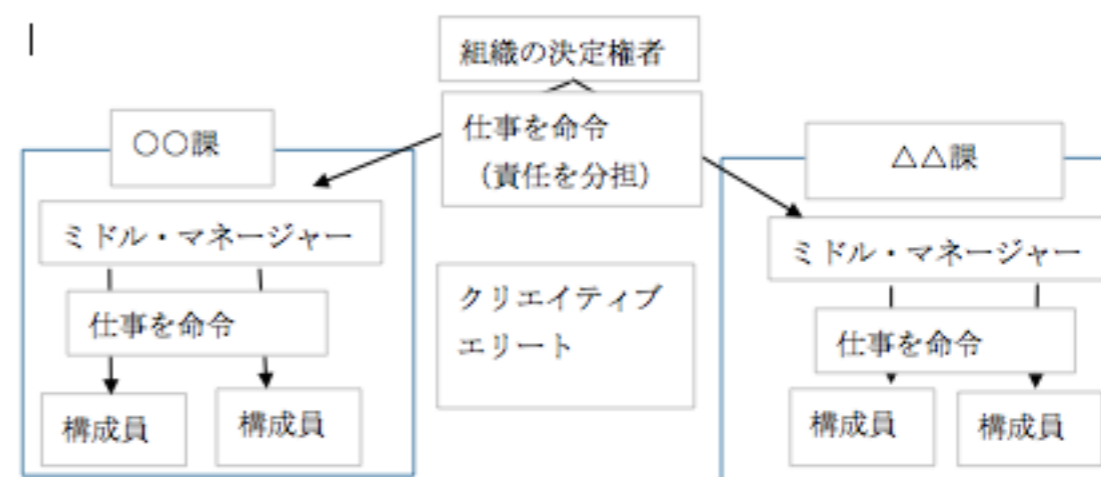 組織の決定権者
仕事を命令
(責任を分担)
○○課
ミドル・マネージャー
仕事を命令
構成員
構成員
クリエイティブ
エリート
△△課
ミドル・マネージャー
仕事を命令
構成員
構成員